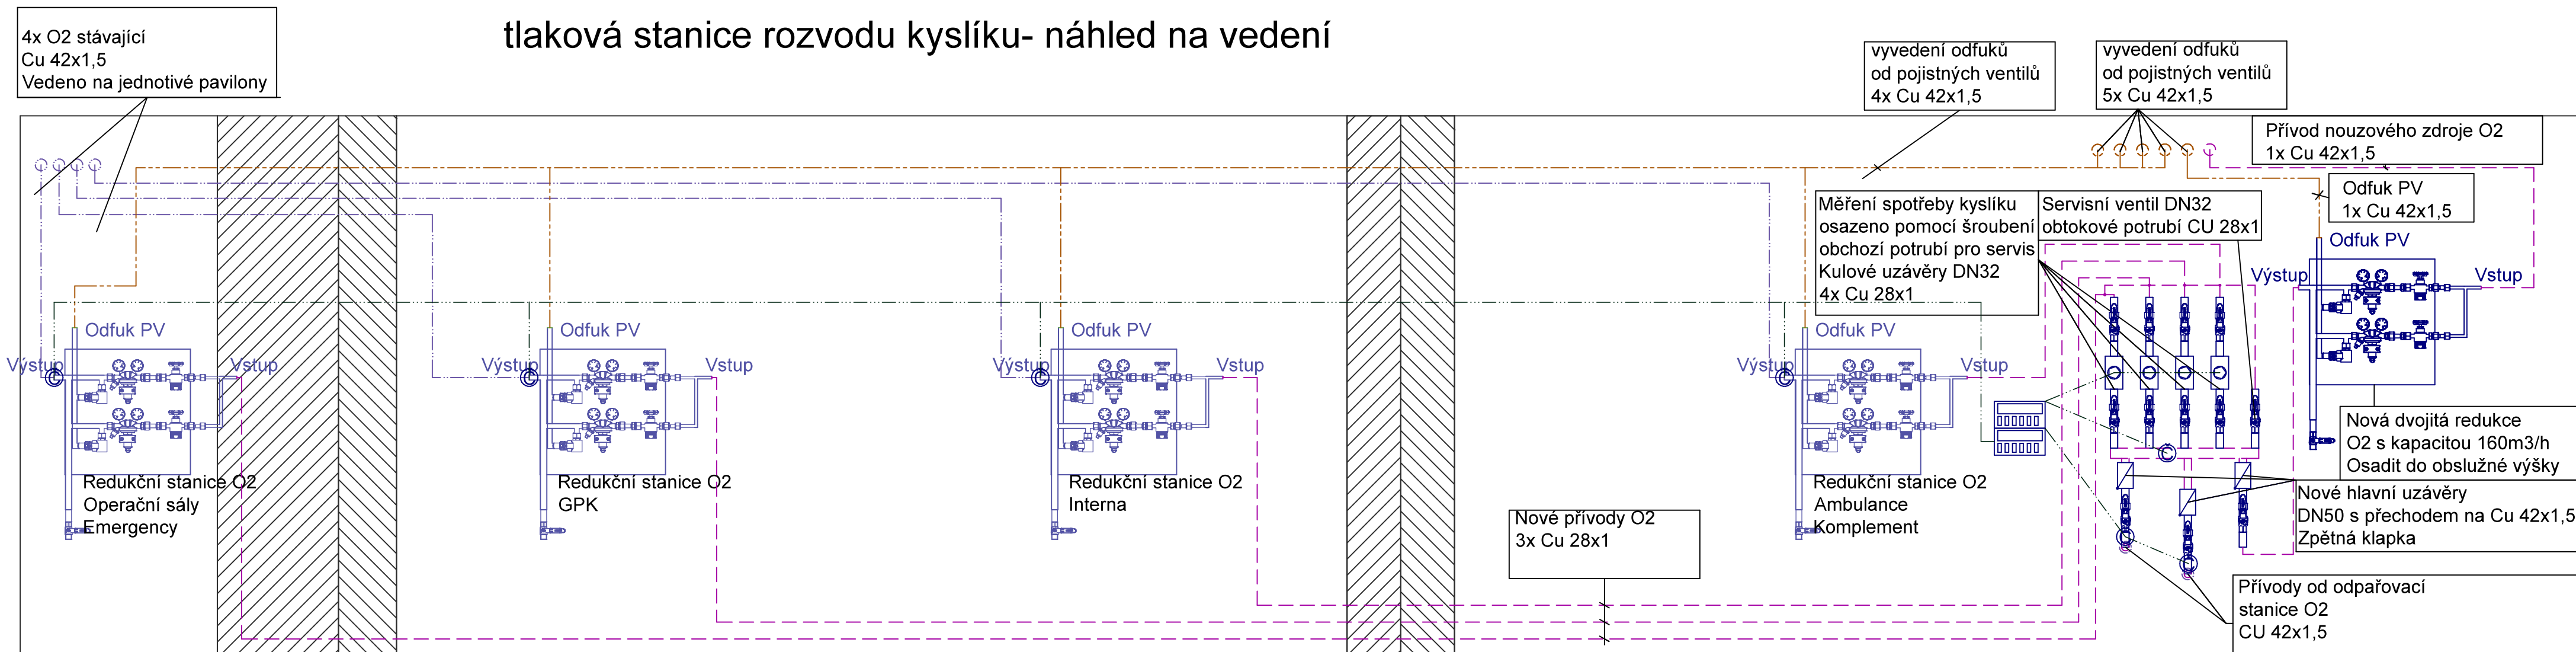 tlaková stanice rozvodu kyslíku- náhled na vedení
4x O2 stávající
Cu 42x1,5
Vedeno na jednotivé pavilony
vyvedení odfuků
od pojistných ventilů
4x Cu 42x1,5
vyvedení odfuků
od pojistných ventilů
5x Cu 42x1,5
Přívod nouzového zdroje O2
1x Cu 42x1,5
Odfuk PV
1x Cu 42x1,5
Měření spotřeby kyslíku
osazeno pomocí šroubení
obchozí potrubí pro servis
Kulové uzávěry DN32
4x Cu 28x1
Servisní ventil DN32
obtokové potrubí CU 28x1
Odfuk PV
Výstup
Vstup
Odfuk PV
Výstup
Vstup
Redukční stanice O2
Operační sály
Emergency
Odfuk PV
Výstup
Vstup
Redukční stanice O2
GPK
Odfuk PV
Výstup
Vstup
Redukční stanice O2
Interna
Odfuk PV
Výstup
Vstup
Redukční stanice O2
Ambulance
Komplement
Nová dvojitá redukce
O2 s kapacitou 160m3/h
Osadit do obslužné výšky
Nové hlavní uzávěry
DN50 s přechodem na Cu 42x1,5
Zpětná klapka
Nové přívody O2
3x Cu 28x1
Přívody od odpařovací
stanice O2
CU 42x1,5